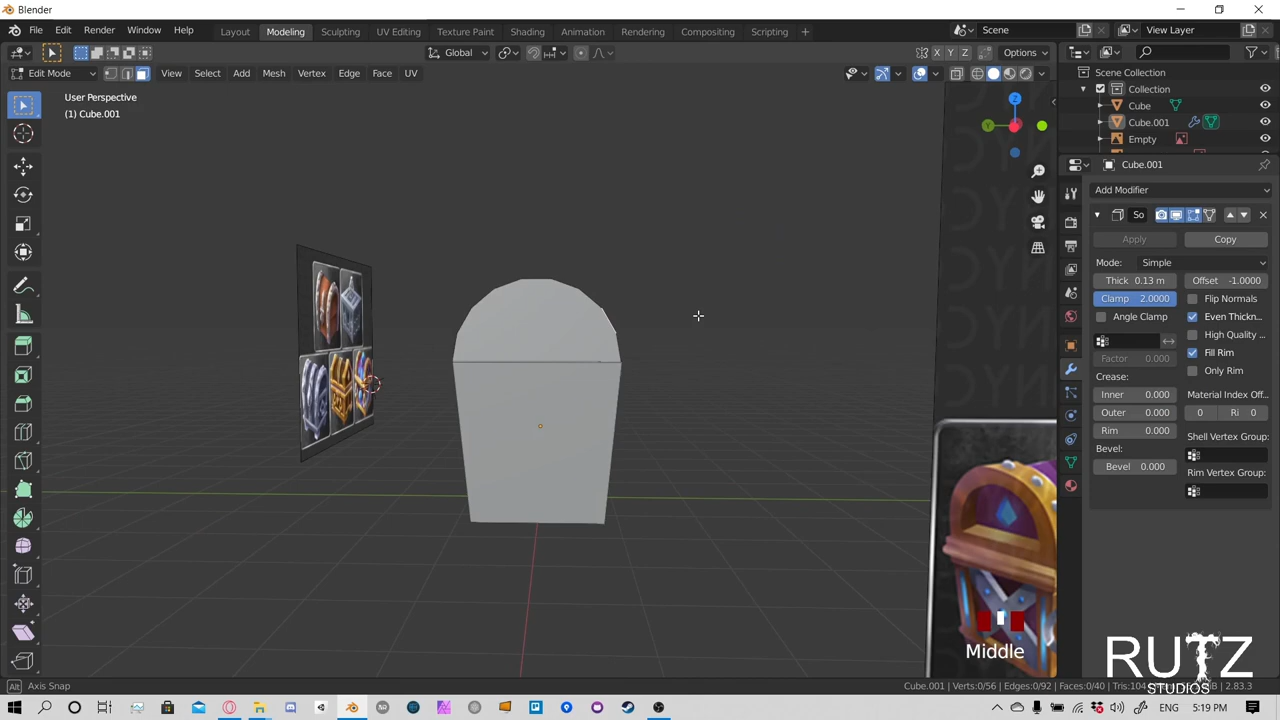 Blender
File Edit Render Window Help Layout Modeling Sculpting UV Editing Texture Paint Shading Animation Rendering Compositing Scripting Scene View Layer
Global X Y Z Options
Edit Mode View Select Add Mesh Vertex Edge Face UV
User Perspective
(1) Cube.001
Scene Collection
Collection
Cube
Cube.001
Empty
Cube.001
Add Modifier
So
Apply Copy
Mode: Simple
Thick 0.13 m Offset -1.0000
Clamp 2.0000 Flip Normals
Angle Clamp Even Thickn...
High Quality ...
Factor 0.000 Fill Rim
Crease: Only Rim
Inner 0.000 Material Index Off...
Outer 0.000 0 Ri 0
Rim 0.000 Shell Vertex Group:
Bevel:
Bevel 0.000 Rim Vertex Group:
Z
Y
Middle
RUTZ
STUDIOS
Alt Axis Snap Cube.001 | Verts:0/56 | Edges:0/92 | Faces:0/40 | Tris:104 | 2.83.3
5:19 PM